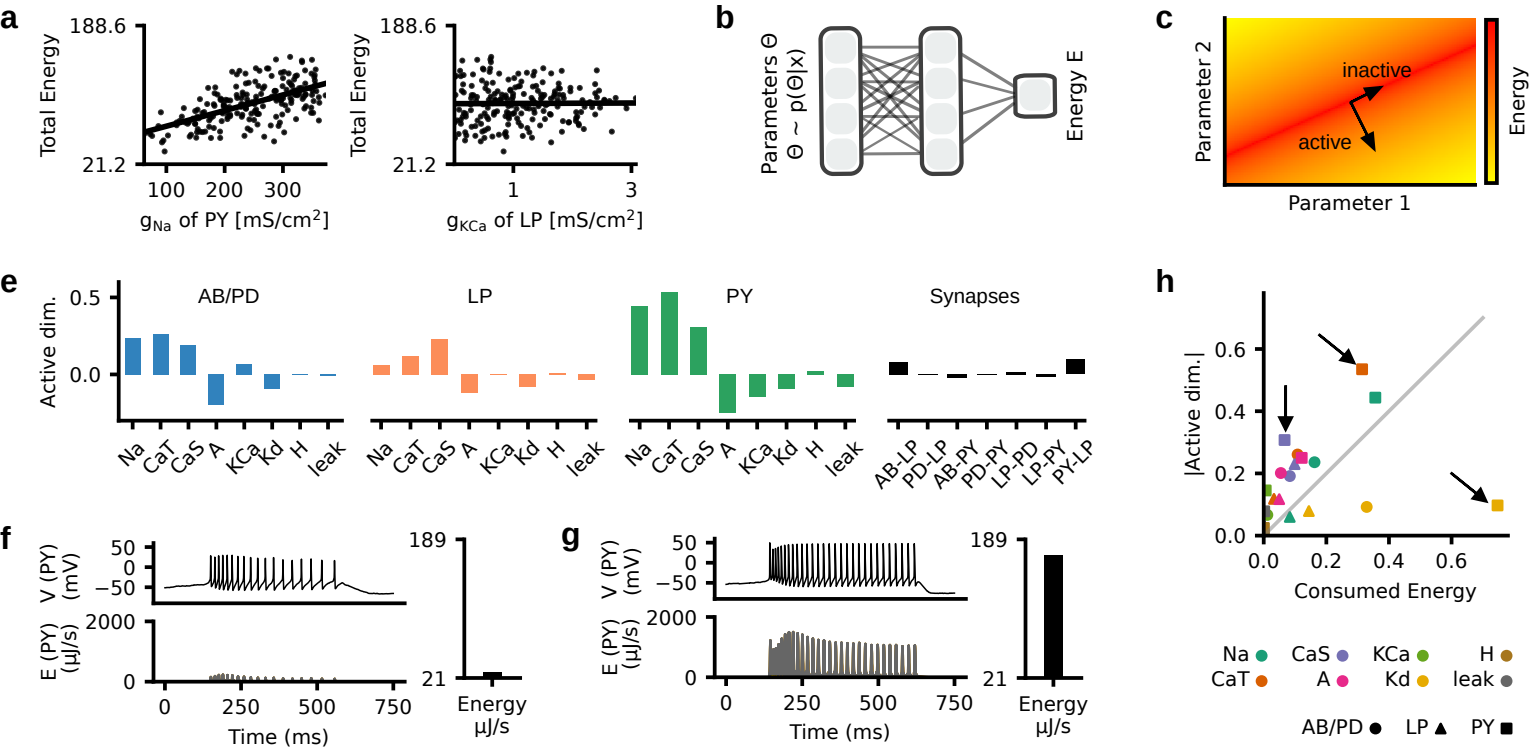 a
188.6
Total Energy
21.2
100 200 300
gNa of PY [mS/cm²]
188.6
Total Energy
21.2
1 3
gKCa of LP [mS/cm²]
b
Parameters Θ
Θ ~ p(Θ|x)
Energy E
c
Parameter 2
inactive
active
Parameter 1
Energy
e
Active dim.
0.5
0.0
AB/PD
Na CaT CaS A KCa Kd H leak
LP
Na CaT CaS A KCa Kd H leak
PY
Na CaT CaS A KCa Kd H leak
Synapses
AB-LP PD-LP AB-PY PD-PY LP-PD LP-PY PY-LP
f
V (PY)
(mV)
50
0
−50
E (PY)
(μJ/s)
2000
0
0 250 500 750
Time (ms)
189
21
Energy
μJ/s
g
V (PY)
(mV)
50
0
−50
E (PY)
(μJ/s)
2000
0
0 250 500 750
Time (ms)
189
21
Energy
μJ/s
h
|Active dim.|
0.6
0.4
0.2
0.0
0.0 0.2 0.4 0.6
Consumed Energy
Na CaS KCa H
CaT A Kd leak
AB/PD LP PY